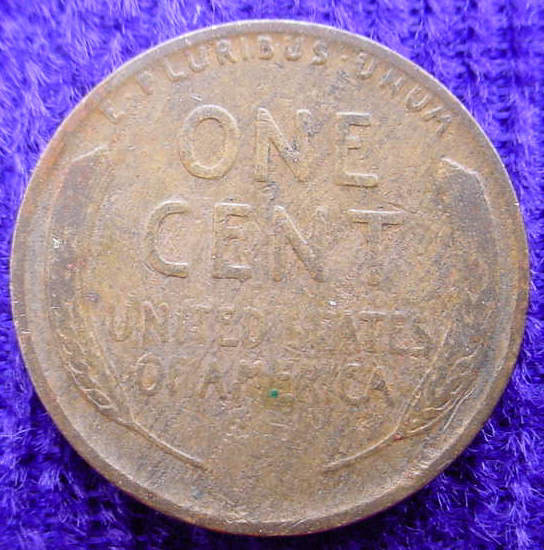 E·PLURIBUS·UNUM
ONE
CENT
UNITED STATES
OF AMERICA